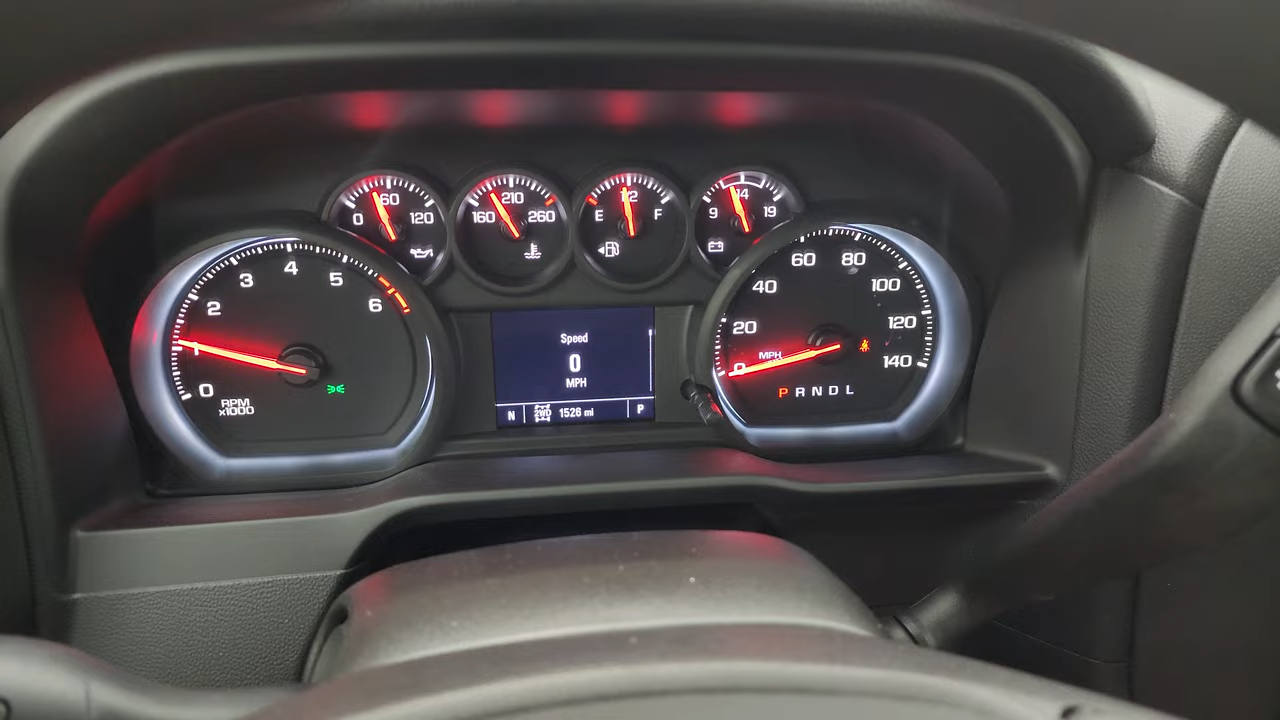 0 60 120
160 210 260
E 1/2 F
9 14 19
0 1 2 3 4 5 6
RPM
x1000
Speed
0
MPH
N 2WD 1526 mi P
0 20 40 60 80 100 120 140
MPH
P R N D L